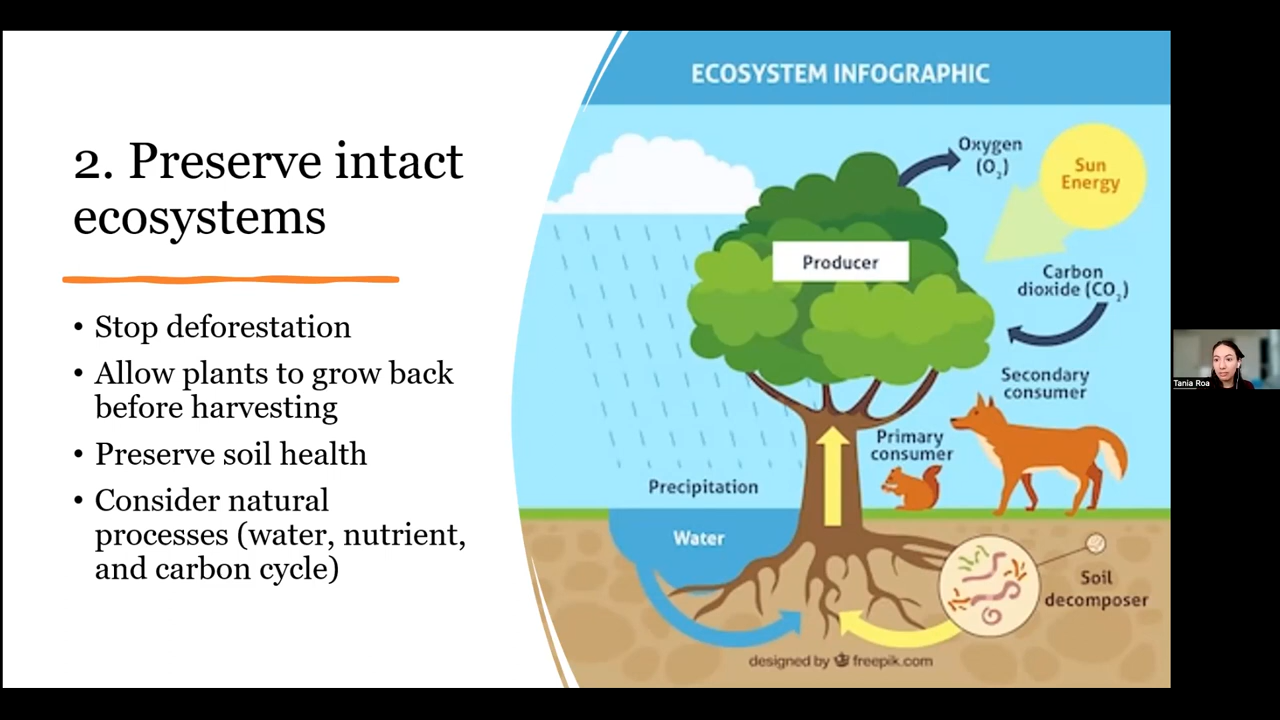 2. Preserve intact
ecosystems
• Stop deforestation
• Allow plants to grow back
before harvesting
• Preserve soil health
• Consider natural
processes (water, nutrient,
and carbon cycle)
ECOSYSTEM INFOGRAPHIC
Oxygen
(O₂)
Sun
Energy
Producer
Carbon
dioxide (CO₂)
Secondary
consumer
Primary
consumer
Precipitation
Water
Soil
decomposer
designed by freepik.com
Tania Roa